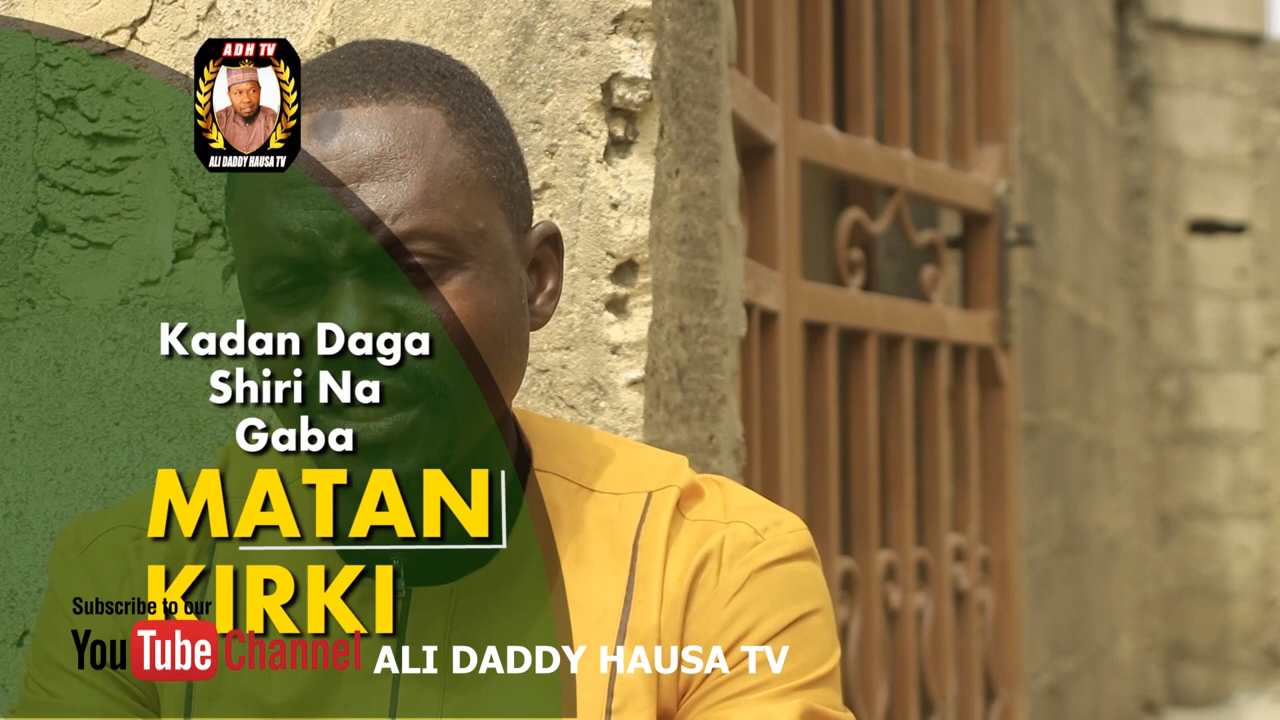 ADH TV
ALI DADDY HAUSA TV
Kadan Daga
Shiri Na
Gaba
MATAN
KIRKI
Subscribe to our
YouTube Channel
ALI DADDY HAUSA TV